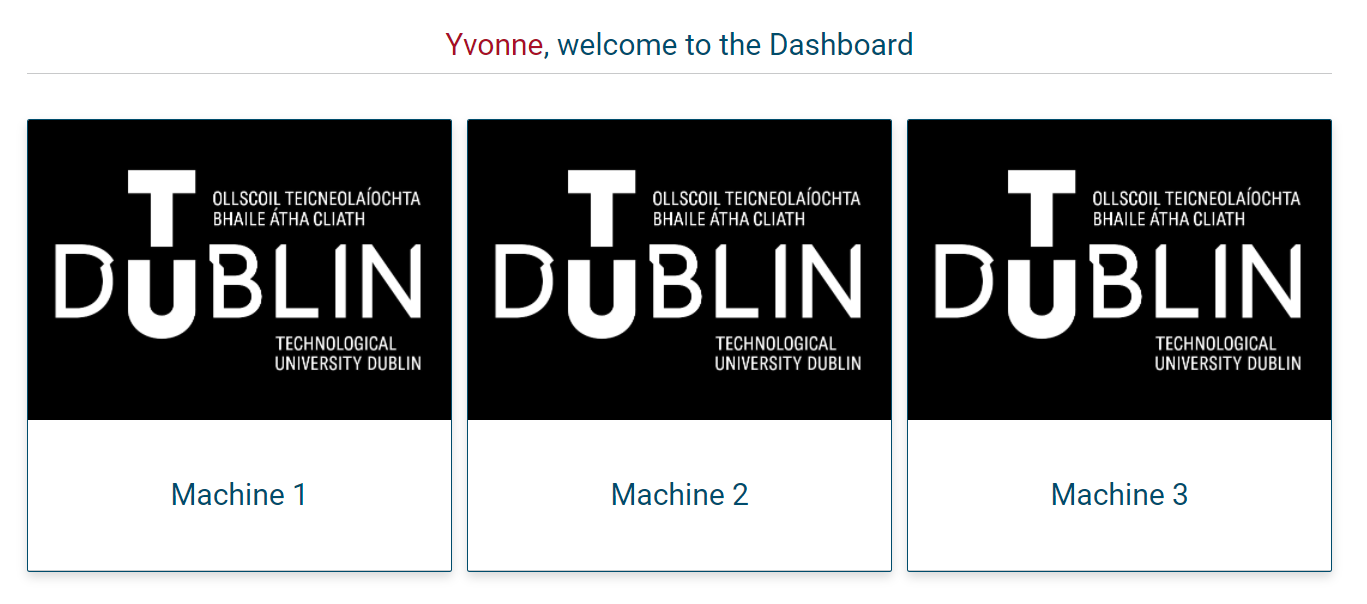 Yvonne, welcome to the Dashboard
OLLSCOIL TEICNEOLAÍOCHTA
BHAILE ÁTHA CLIATH
T
U
DUBLIN
TECHNOLOGICAL
UNIVERSITY DUBLIN
Machine 1
OLLSCOIL TEICNEOLAÍOCHTA
BHAILE ÁTHA CLIATH
T
U
DUBLIN
TECHNOLOGICAL
UNIVERSITY DUBLIN
Machine 2
OLLSCOIL TEICNEOLAÍOCHTA
BHAILE ÁTHA CLIATH
T
U
DUBLIN
TECHNOLOGICAL
UNIVERSITY DUBLIN
Machine 3